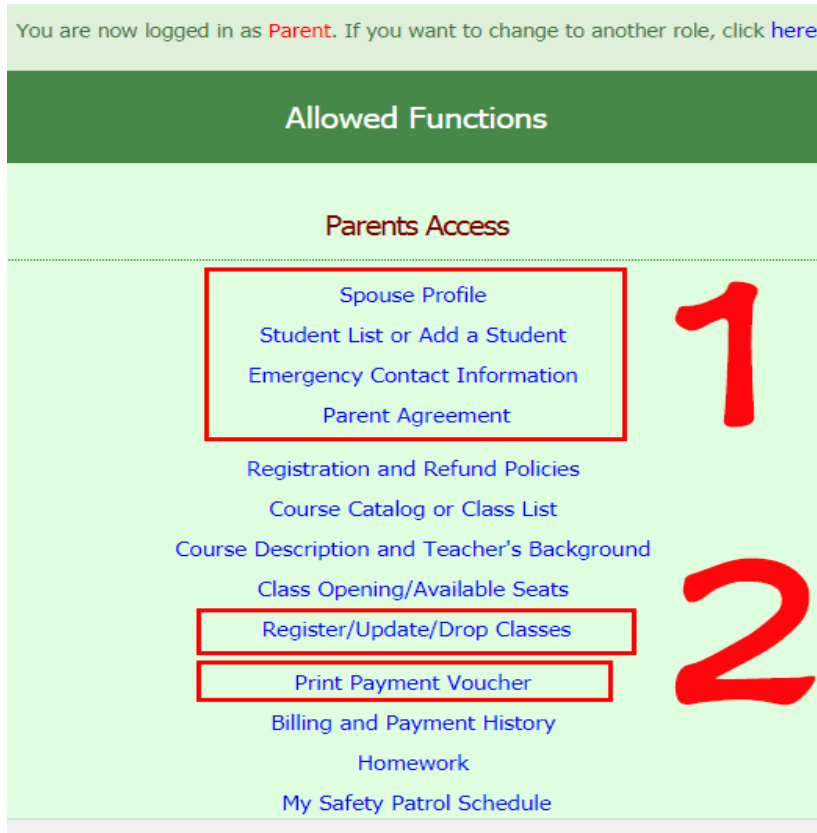 You are now logged in as Parent. If you want to change to another role, click here
Allowed Functions
Parents Access
Spouse Profile
Student List or Add a Student
Emergency Contact Information
Parent Agreement
1
Registration and Refund Policies
Course Catalog or Class List
Course Description and Teacher's Background
Class Opening/Available Seats
Register/Update/Drop Classes
2
Print Payment Voucher
Billing and Payment History
Homework
My Safety Patrol Schedule